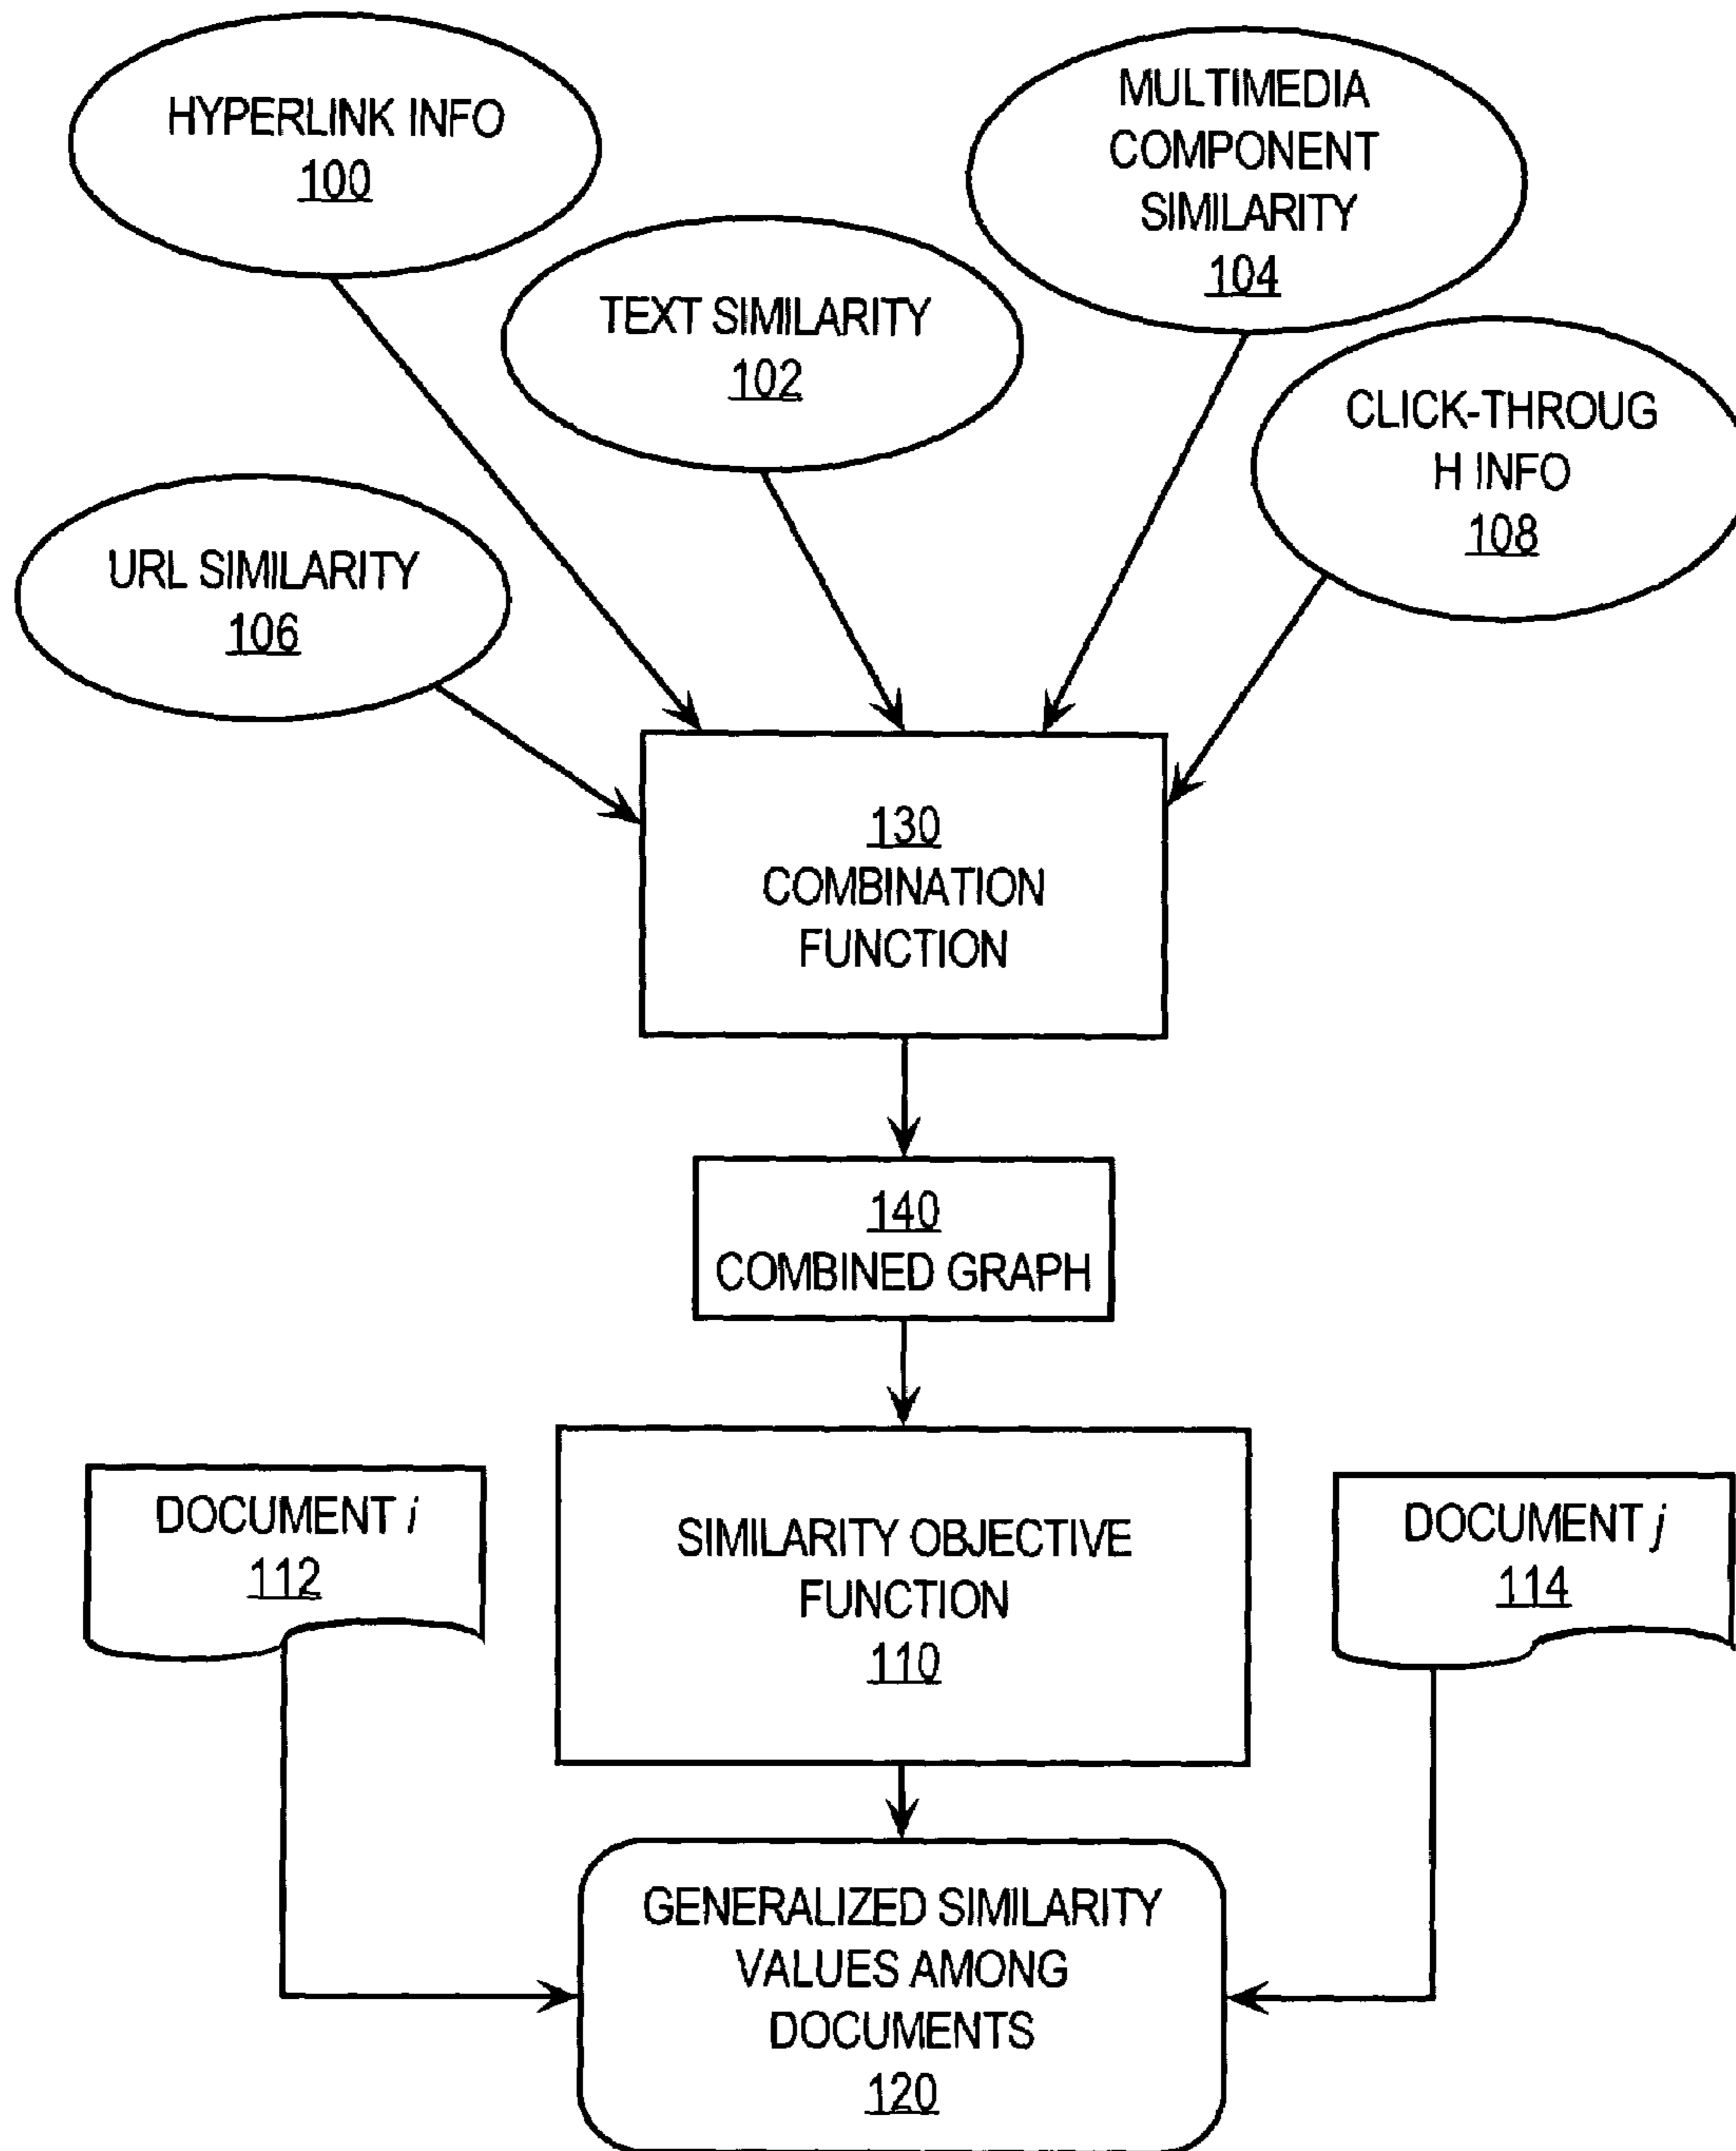 HYPERLINK INFO
100
MULTIMEDIA
COMPONENT
SIMILARITY
104
TEXT SIMILARITY
102
CLICK-THROUG
H INFO
108
URL SIMILARITY
106
130
COMBINATION
FUNCTION
140
COMBINED GRAPH
DOCUMENT i
112
SIMILARITY OBJECTIVE
FUNCTION
110
DOCUMENT j
114
GENERALIZED SIMILARITY
VALUES AMONG
DOCUMENTS
120